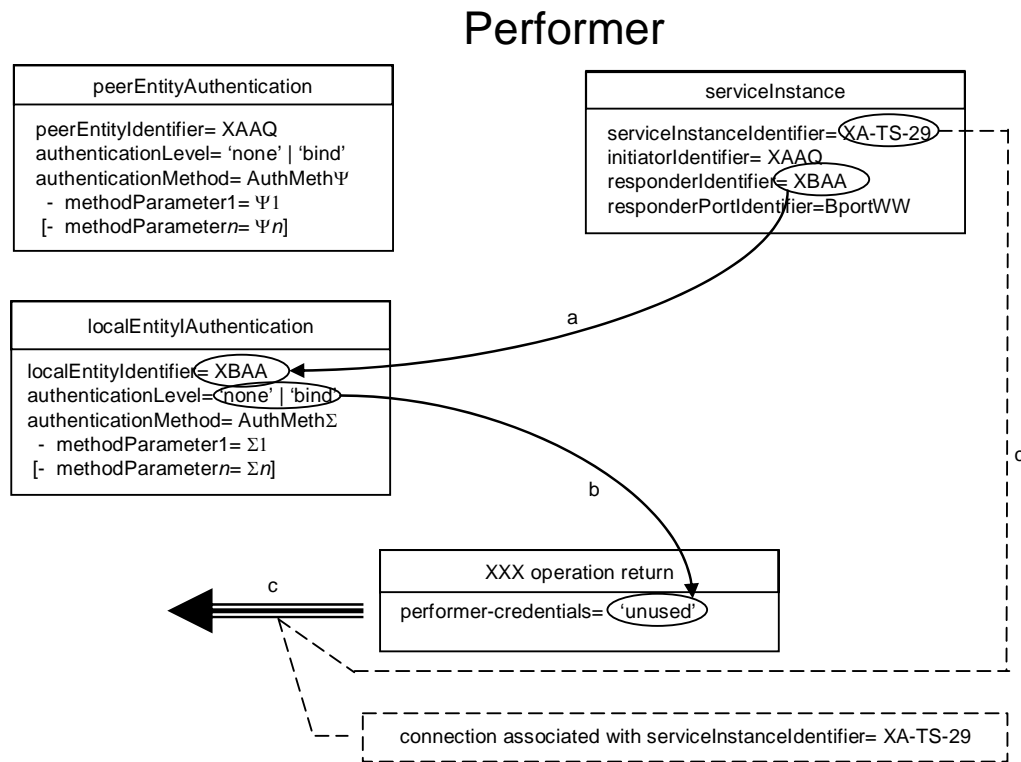 Performer
peerEntityAuthentication
peerEntityIdentifier= XAAQ
authenticationLevel= ‘none’ | ‘bind’
authenticationMethod= AuthMethΨ
- methodParameter1= Ψ1
[- methodParametern= Ψn]
serviceInstance
serviceInstanceIdentifier= XA-TS-29
initiatorIdentifier= XAAQ
responderIdentifier= XBAA
responderPortIdentifier=BportWW
a
localEntitylAuthentication
localEntityIdentifier= XBAA
authenticationLevel= ‘none’ | ‘bind’
authenticationMethod= AuthMethΣ
- methodParameter1= Σ1
[- methodParametern= Σn]
b
c
XXX operation return
performer-credentials= ‘unused’
connection associated with serviceInstanceIdentifier= XA-TS-29